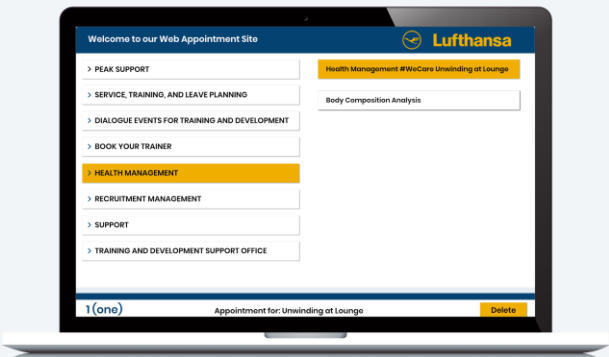 Welcome to our Web Appointment Site
Lufthansa
> PEAK SUPPORT
> SERVICE, TRAINING, AND LEAVE PLANNING
> DIALOGUE EVENTS FOR TRAINING AND DEVELOPMENT
> BOOK YOUR TRAINER
> HEALTH MANAGEMENT
> RECRUITMENT MANAGEMENT
> SUPPORT
> TRAINING AND DEVELOPMENT SUPPORT OFFICE
Health Management #WeCare Unwinding at Lounge
Body Composition Analysis
1 (one)
Appointment for: Unwinding at Lounge
Delete